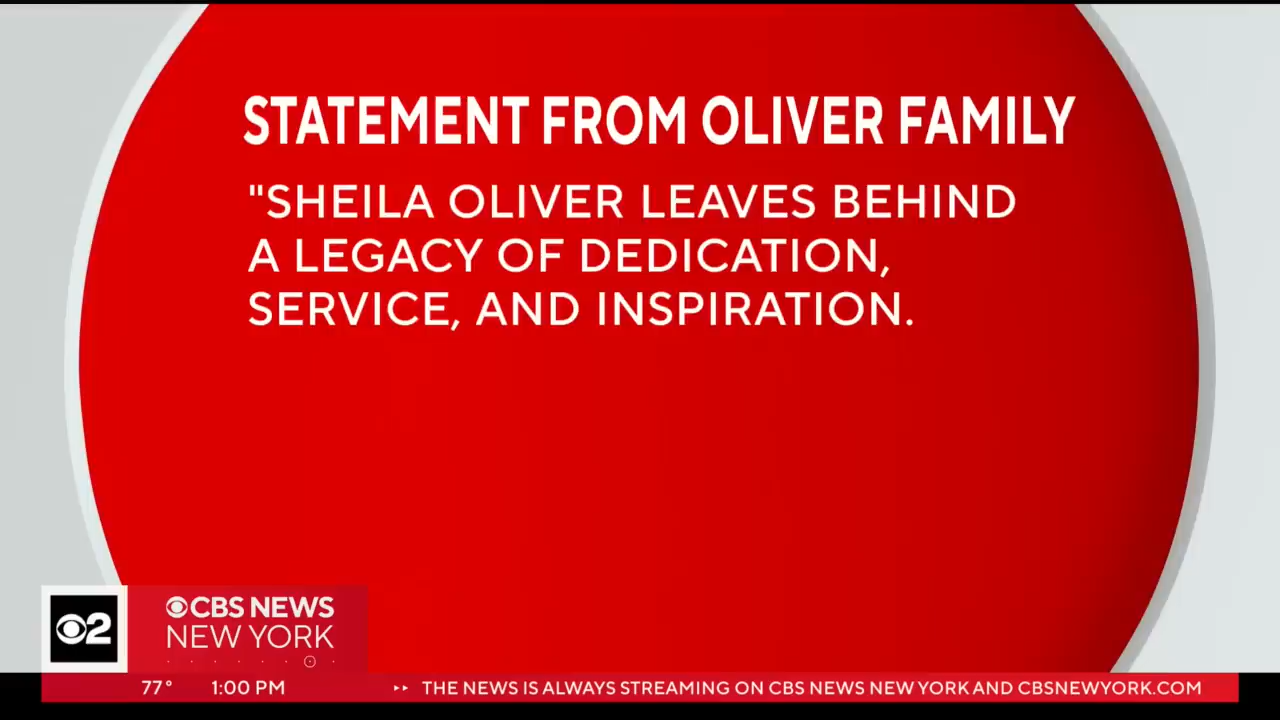 STATEMENT FROM OLIVER FAMILY
"SHEILA OLIVER LEAVES BEHIND
A LEGACY OF DEDICATION,
SERVICE, AND INSPIRATION.
2
CBS NEWS
NEW YORK
77° 1:00 PM THE NEWS IS ALWAYS STREAMING ON CBS NEWS NEW YORK AND CBSNEWYORK.COM